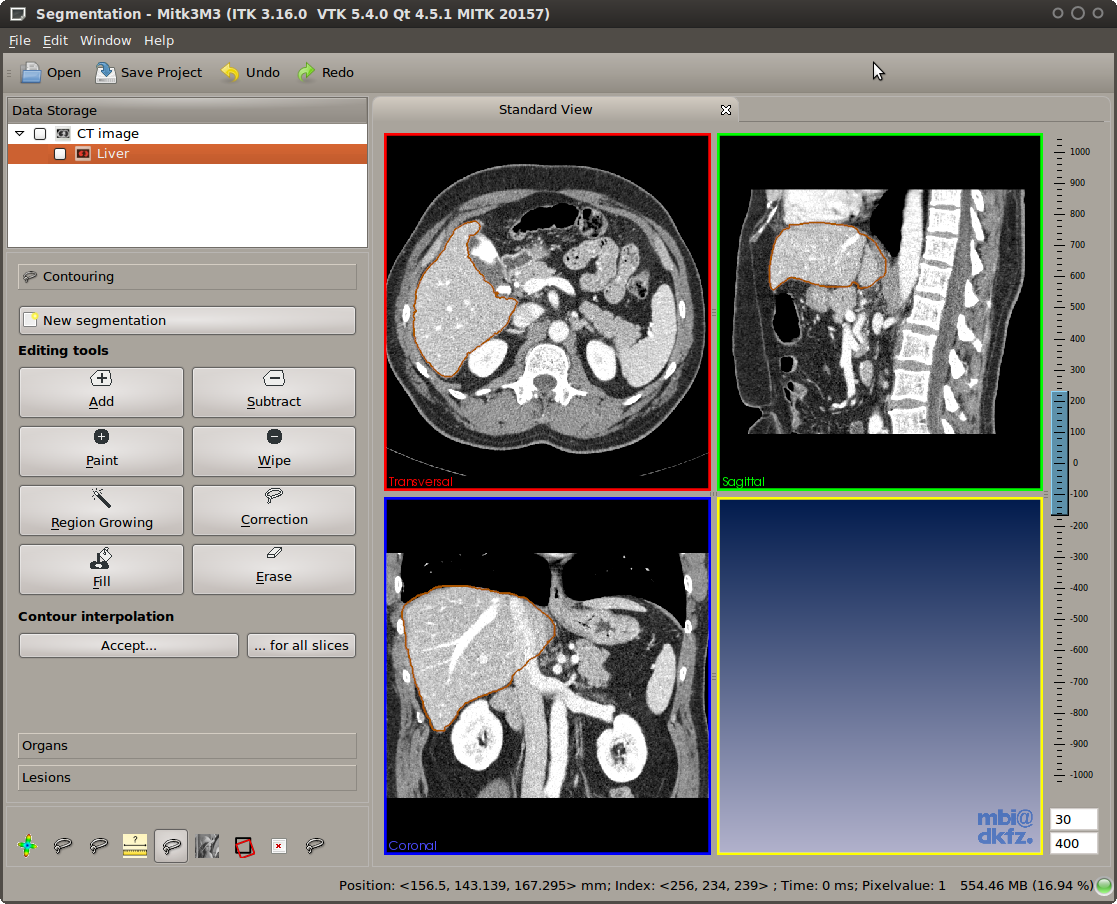 Segmentation - Mitk3M3 (ITK 3.16.0  VTK 5.4.0 Qt 4.5.1 MITK 20157)
File Edit Window Help
Open Save Project Undo Redo
Data Storage
CT image
Liver
Contouring
New segmentation
Editing tools
Add Subtract
Paint Wipe
Region Growing Correction
Fill Erase
Contour interpolation
Accept... ... for all slices
Organs
Lesions
?
Standard View
Transversal
Sagittal
Coronal
mbi@
dkfz.
1000
900
800
700
600
500
400
300
200
100
0
-100
-200
-300
-400
-500
-600
-700
-800
-900
-1000
30
400
Position: <156.5, 143.139, 167.295> mm; Index: <256, 234, 239> ; Time: 0 ms; Pixelvalue: 1 554.46 MB (16.94 %)